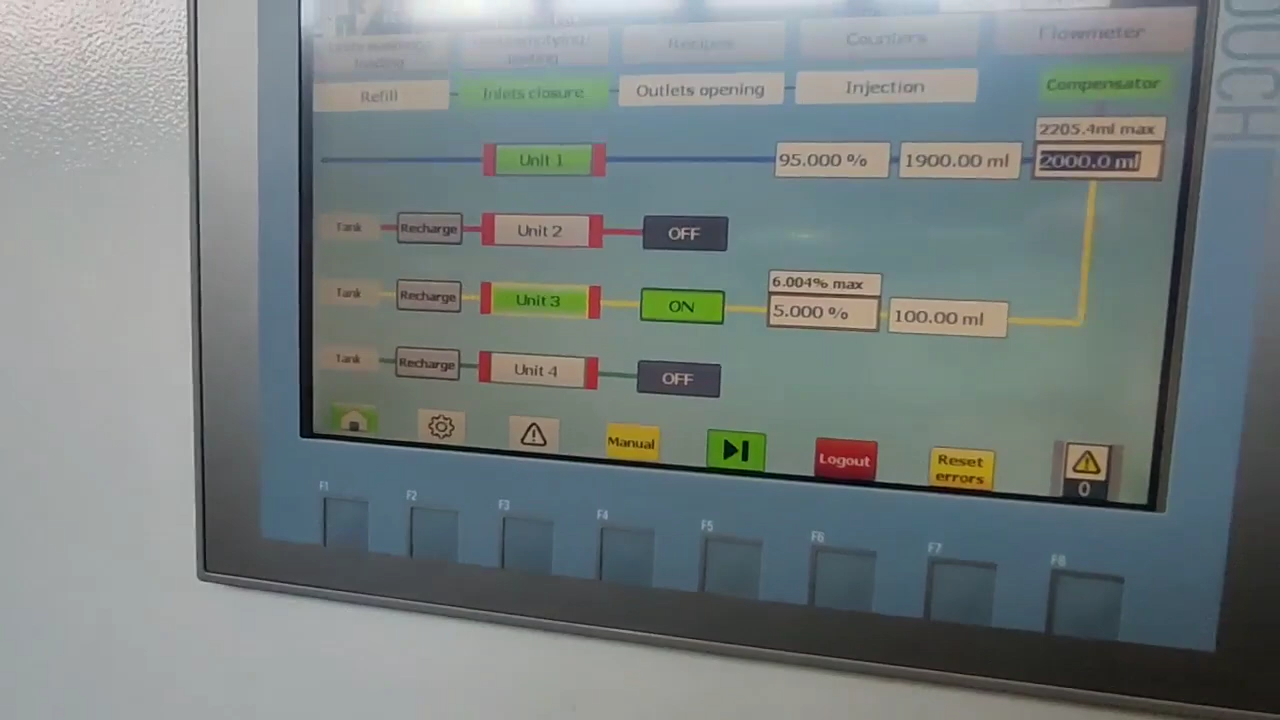 Recipes
Counters
Flowmeter
Refill
Inlets closure
Outlets opening
Injection
Compensator
2205.4ml max
Unit 1
95.000 %
1900.00 ml
2000.0 ml
Tank
Recharge
Unit 2
OFF
6.004% max
Tank
Recharge
Unit 3
ON
5.000 %
100.00 ml
Tank
Recharge
Unit 4
OFF
Manual
Logout
Reset
errors
0
F1
F2
F3
F4
F5
F6
F7
F8
OUCH